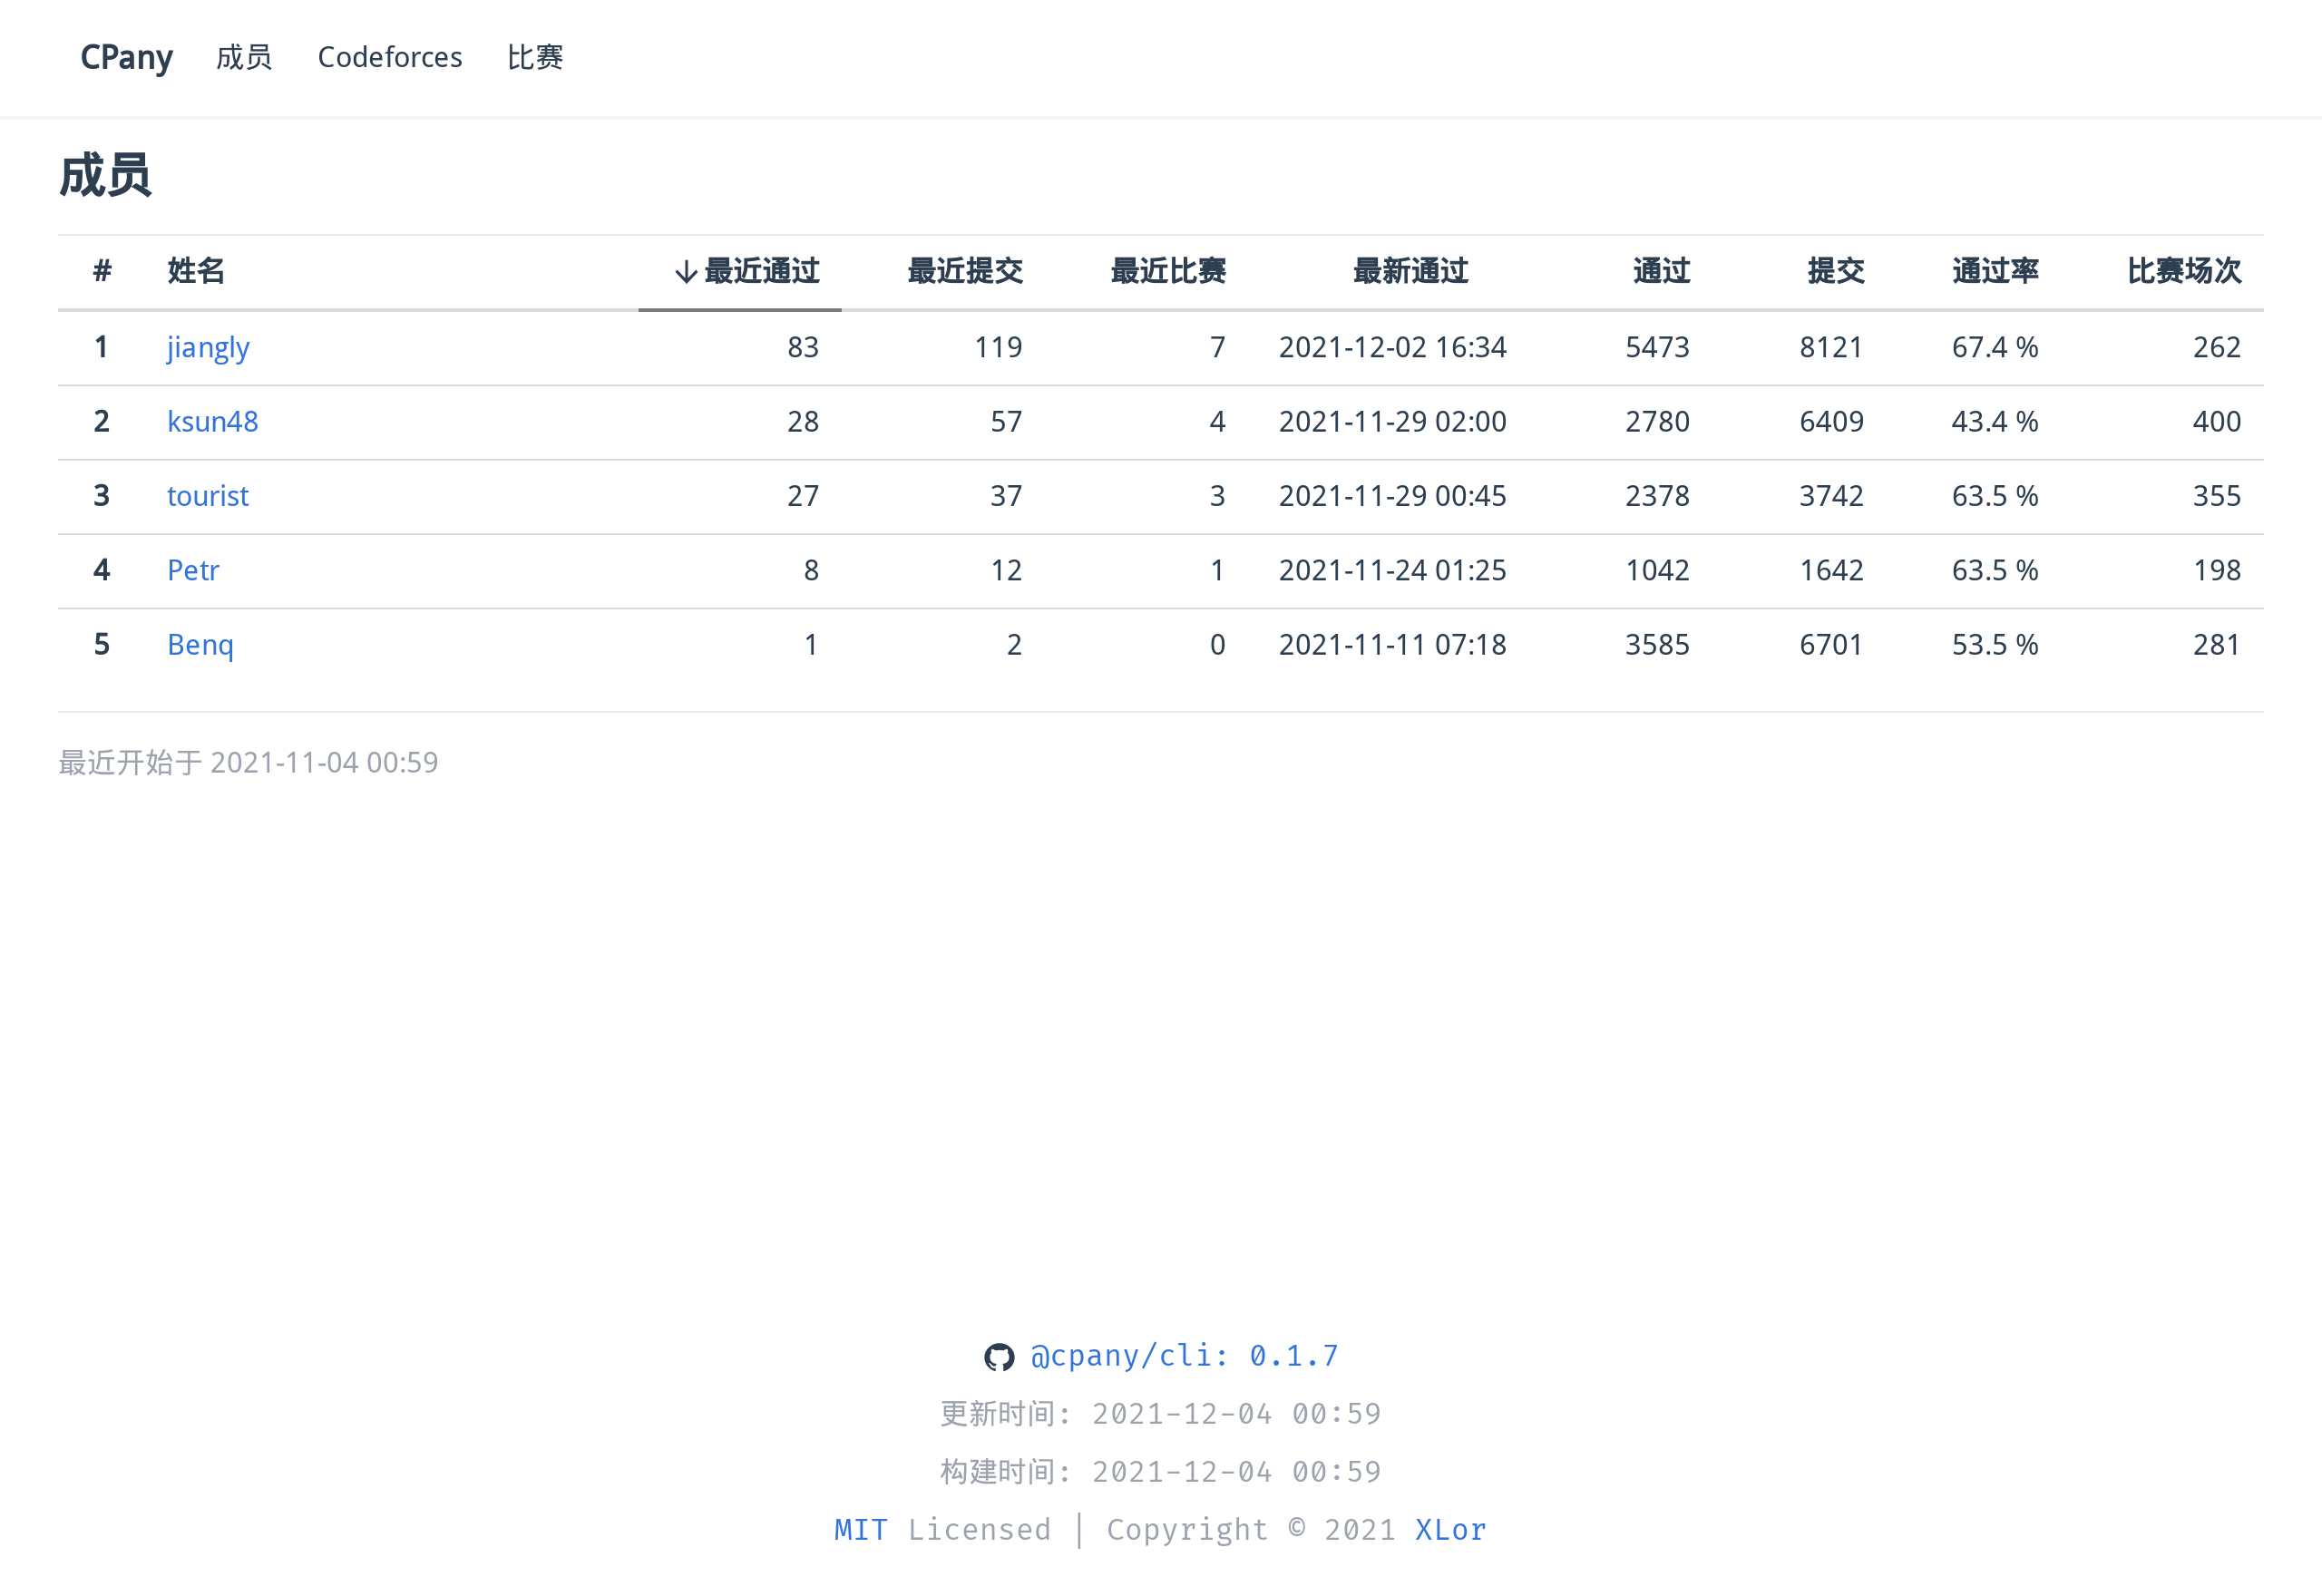 CPany 成员 Codeforces 比赛
成员
# 姓名 ↓ 最近通过 最近提交 最近比赛 最新通过 通过 提交 通过率 比赛场次
1 jiangly 83 119 7 2021-12-02 16:34 5473 8121 67.4 % 262
2 ksun48 28 57 4 2021-11-29 02:00 2780 6409 43.4 % 400
3 tourist 27 37 3 2021-11-29 00:45 2378 3742 63.5 % 355
4 Petr 8 12 1 2021-11-24 01:25 1042 1642 63.5 % 198
5 Benq 1 2 0 2021-11-11 07:18 3585 6701 53.5 % 281
最近开始于 2021-11-04 00:59
@cpany/cli: 0.1.7
更新时间: 2021-12-04 00:59
构建时间: 2021-12-04 00:59
MIT Licensed | Copyright © 2021 XLor